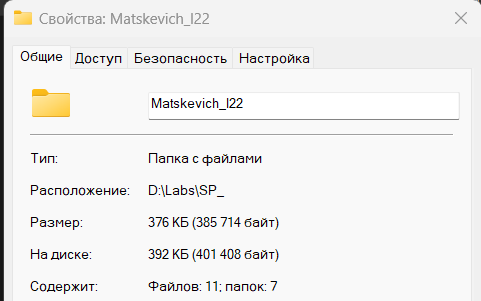 Свойства: Matskevich_l22
Общие Доступ Безопасность Настройка
Matskevich_l22
Тип: Папка с файлами
Расположение: D:\Labs\SP_
Размер: 376 КБ (385 714 байт)
На диске: 392 КБ (401 408 байт)
Содержит: Файлов: 11; папок: 7